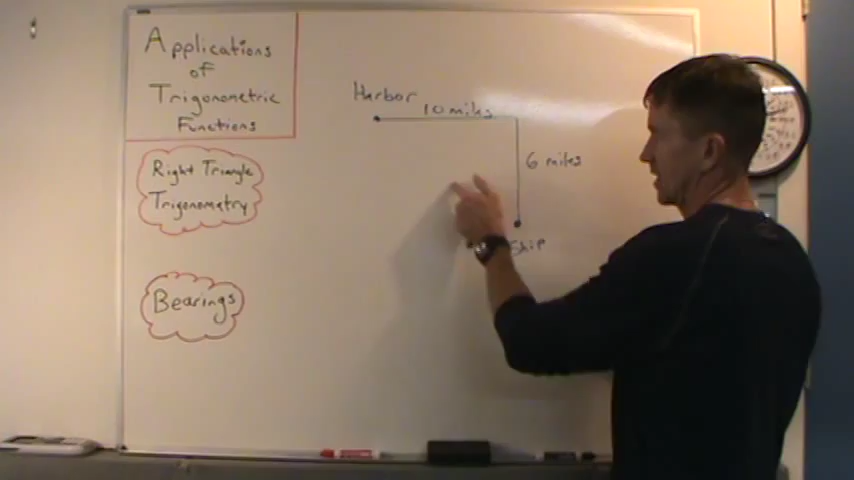 Applications
of
Trigonometric
Functions
Right Triangle
Trigonometry
Bearings
Harbor
10 miles
6 miles
Ship